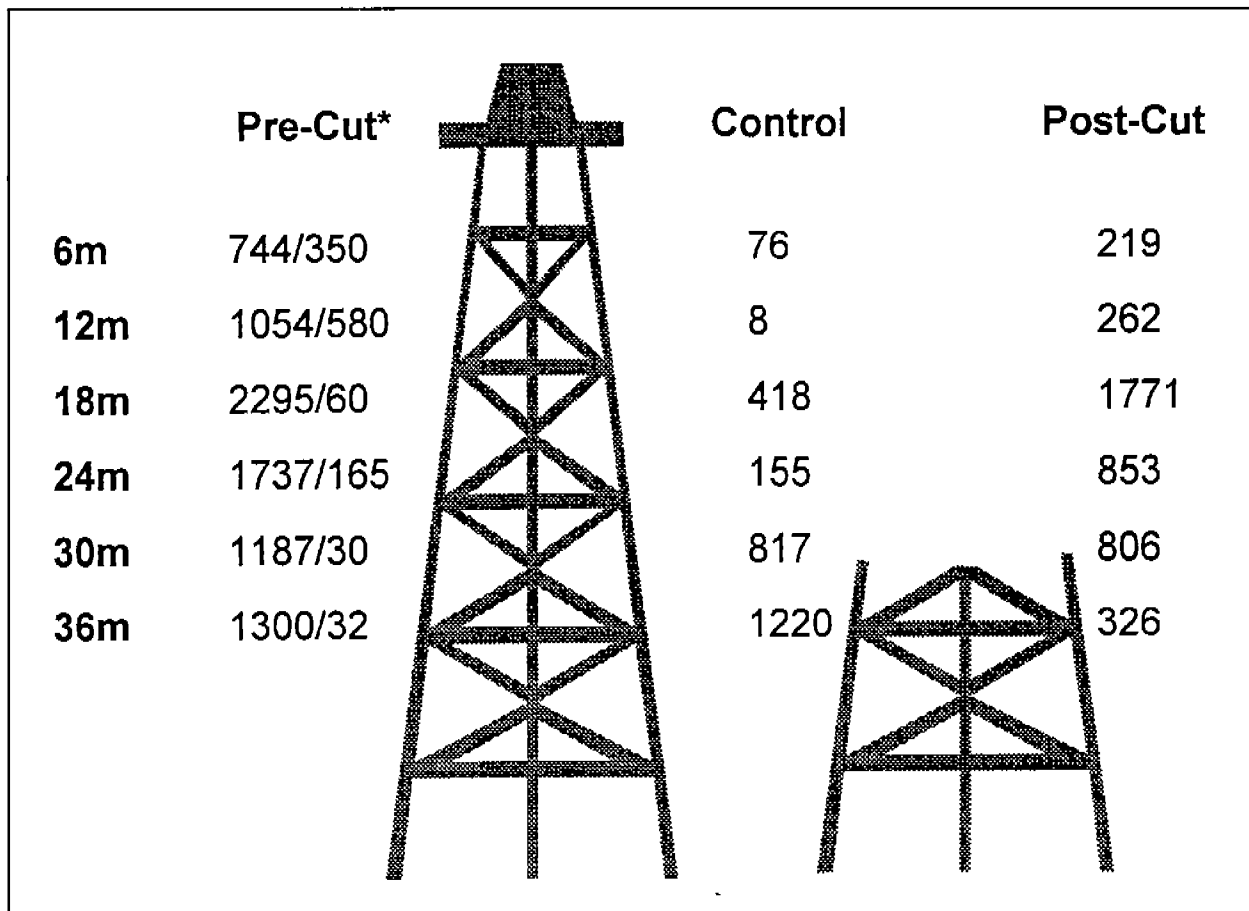 Pre-Cut* Control Post-Cut
6m 744/350 76 219
12m 1054/580 8 262
18m 2295/60 418 1771
24m 1737/165 155 853
30m 1187/30 817 806
36m 1300/32 1220 326